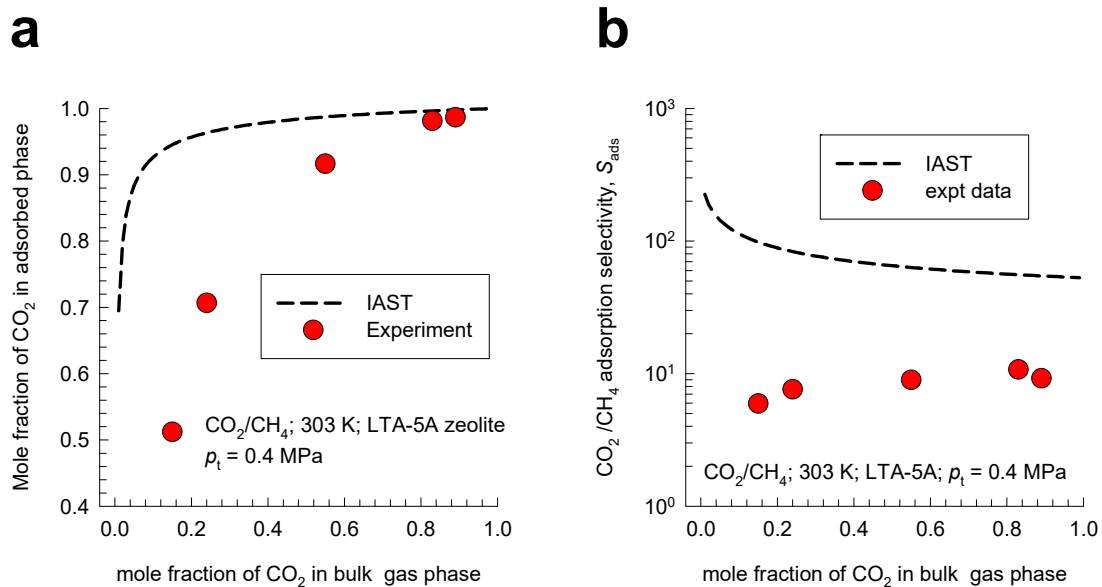 a
Mole fraction of CO₂ in adsorbed phase
1.0
0.9
0.8
0.7
0.6
0.5
0.4
0.0 0.2 0.4 0.6 0.8 1.0
mole fraction of CO₂ in bulk gas phase
IAST
Experiment
CO₂/CH₄; 303 K; LTA-5A zeolite
pₜ = 0.4 MPa
b
CO₂ /CH₄ adsorption selectivity, Sads
10³
10²
10¹
10⁰
0.0 0.2 0.4 0.6 0.8 1.0
mole fraction of CO₂ in bulk gas phase
IAST
expt data
CO₂/CH₄; 303 K; LTA-5A; pₜ = 0.4 MPa